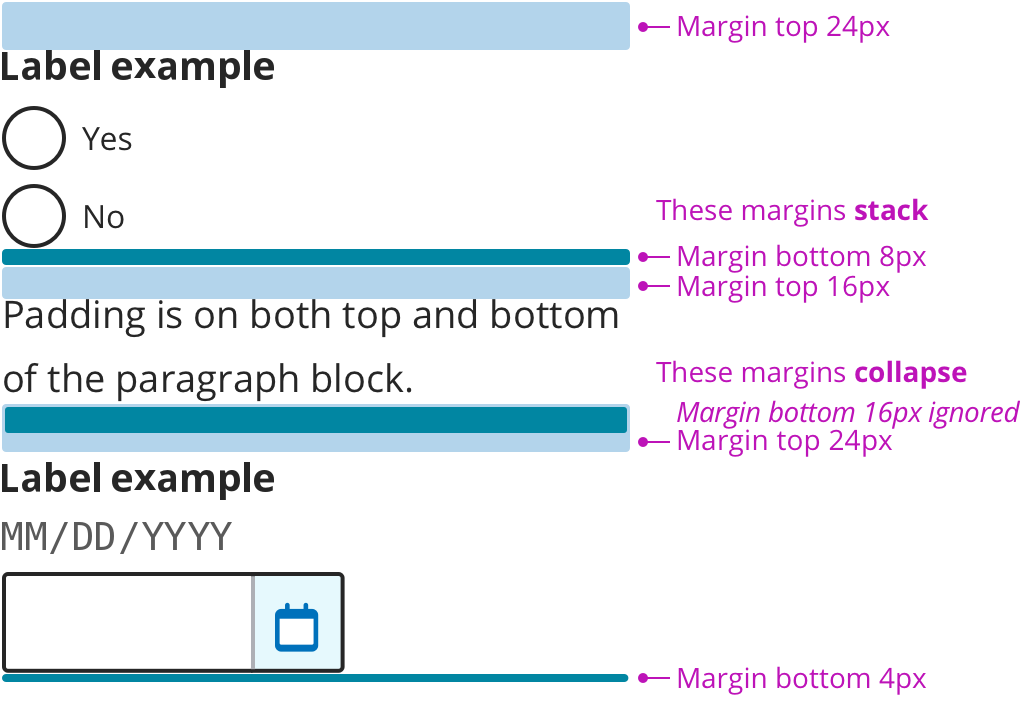 Margin top 24px
Label example
Yes
No
These margins stack
Margin bottom 8px
Margin top 16px
Padding is on both top and bottom
of the paragraph block.
These margins collapse
Margin bottom 16px ignored
Margin top 24px
Label example
MM/DD/YYYY
Margin bottom 4px